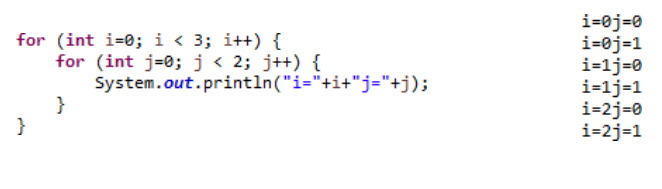 for (int i=0; i < 3; i++) {
    for (int j=0; j < 2; j++) {
        System.out.println("i="+i+"j="+j);
    }
}
i=0j=0
i=0j=1
i=1j=0
i=1j=1
i=2j=0
i=2j=1